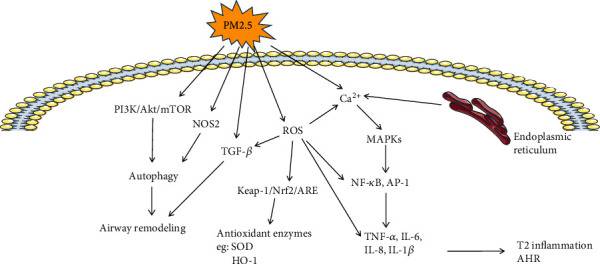 PM2.5
PI3K/Akt/mTOR
NOS2
TGF-β
ROS
Ca²⁺
MAPKs
Endoplasmic
reticulum
Autophagy
Keap-1/Nrf2/ARE
NF-κB, AP-1
Airway remodeling
Antioxidant enzymes
eg: SOD
HO-1
TNF-α, IL-6,
IL-8, IL-1β
T2 inflammation
AHR